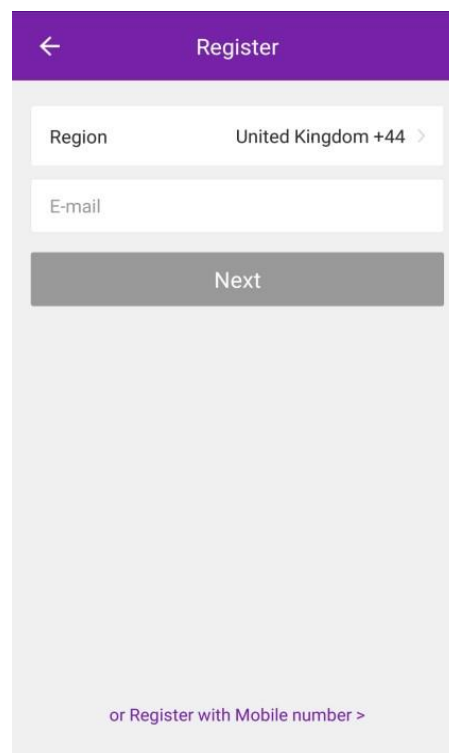 Register
Region United Kingdom +44 >
E-mail
Next
or Register with Mobile number >